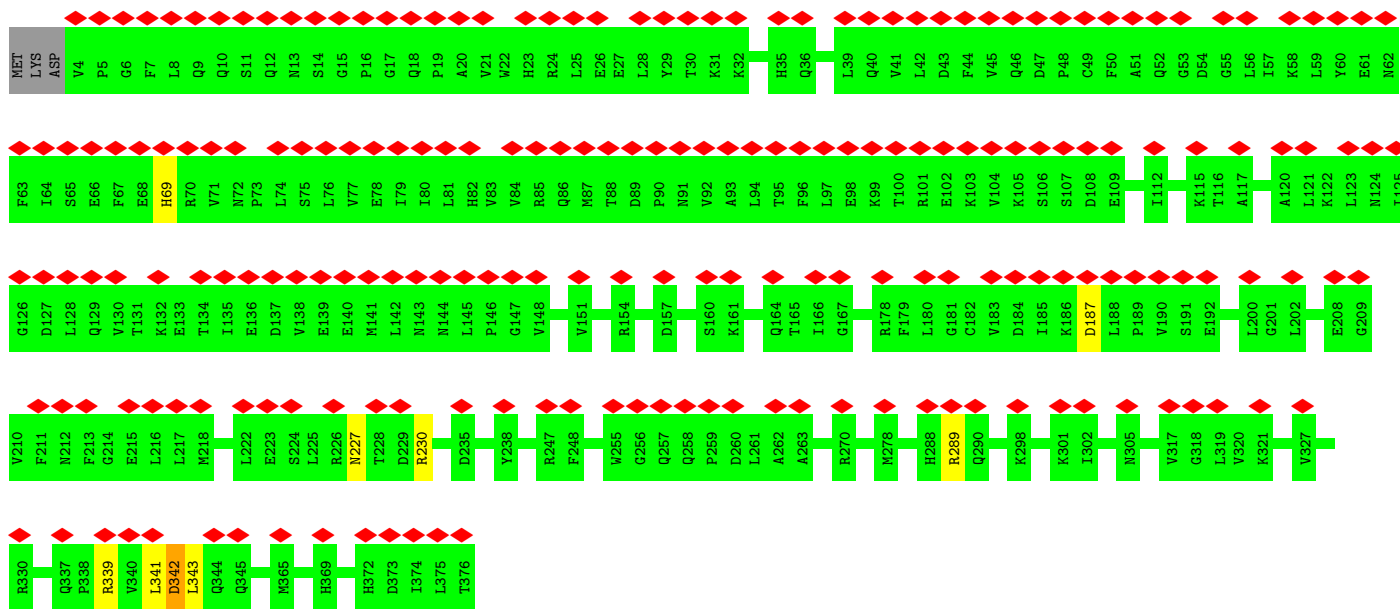 MET LYS ASP V4 P5 G6 F7 L8 Q9 Q10 S11 Q12 N13 S14 G15 P16 G17 Q18 P19 A20 V21 W22 H23 R24 L25 E26 E27 L28 Y29 T30 K31 K32 H35 Q36 L39 Q40 V41 L42 D43 F44 V45 Q46 D47 P48 C49 F50 A51 Q52 G53 D54 G55 L56 I57 K58 L59 Y60 E61 N62
F63 I64 S65 E66 F67 E68 H69 R70 V71 N72 P73 L74 S75 L76 V77 E78 I79 I80 L81 H82 V83 V84 R85 Q86 M87 T88 D89 P90 N91 V92 A93 L94 T95 F96 L97 E98 K99 T100 R101 E102 K103 V104 K105 S106 S107 D108 E109 I112 K115 T116 A117 A120 L121 K122 L123 N124 I125
G126 D127 L128 Q129 V130 T131 K132 E133 T134 T135 E136 D137 V138 E139 E140 M141 L142 N143 N144 L145 P146 G147 V148 V151 R154 D157 S160 K161 Q164 T165 I166 G167 R178 F179 L180 G181 C182 V183 D184 I185 K186 D187 L188 P189 V190 S191 E192 L200 G201 L202 E208 G209
V210 F211 N212 F213 G214 E215 L216 L217 M218 L222 E223 S224 L225 R226 N227 T228 D229 R230 D235 Y238 R247 F248 W255 G256 Q257 Q258 P259 D260 L261 A262 A263 R270 M278 H288 R289 Q290 K298 K301 I302 N305 V317 G318 L319 V320 K321 V327
R330 Q337 P338 R339 V340 L341 D342 L343 Q344 Q345 M365 H369 H372 D373 I374 L375 T376